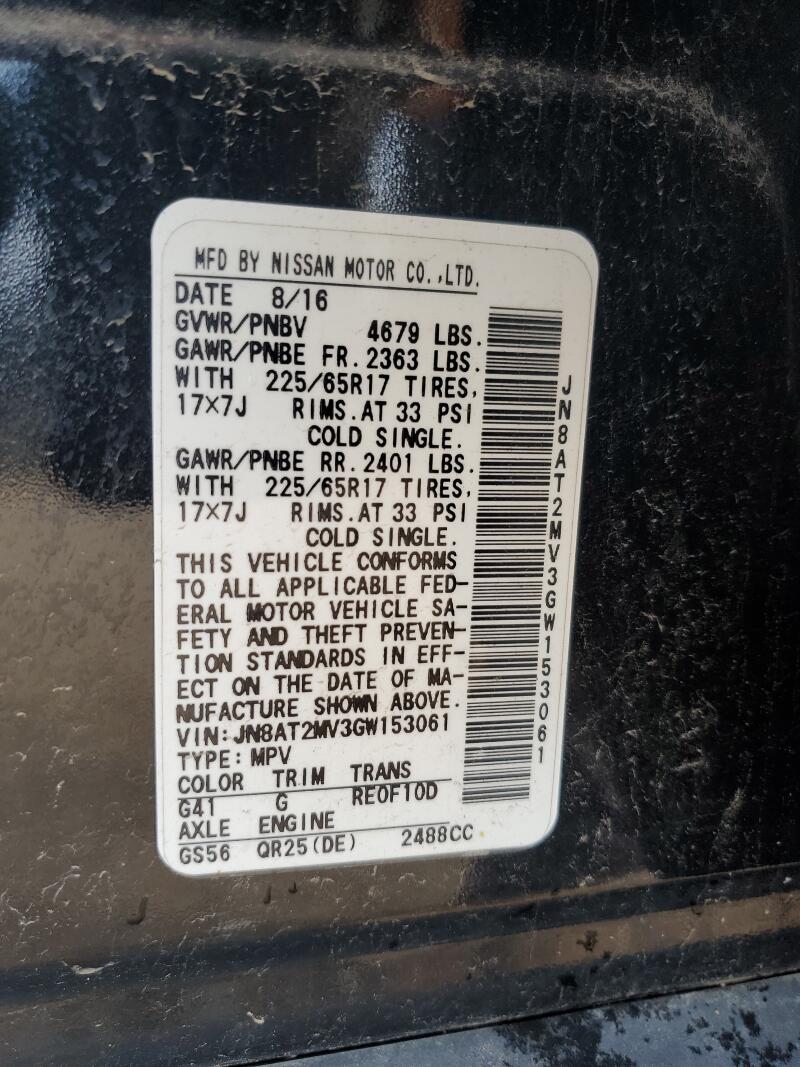 MFD BY NISSAN MOTOR CO.,LTD.
DATE 8/16
GVWR/PNBV 4679 LBS.
GAWR/PNBE FR.2363 LBS.
WITH 225/65R17 TIRES,
17×7J RIMS.AT 33 PSI
COLD SINGLE.
GAWR/PNBE RR.2401 LBS.
WITH 225/65R17 TIRES,
17×7J RIMS.AT 33 PSI
COLD SINGLE.
THIS VEHICLE CONFORMS
TO ALL APPLICABLE FED-
ERAL MOTOR VEHICLE SA-
FETY AND THEFT PREVEN-
TION STANDARDS IN EFF-
ECT ON THE DATE OF MA-
NUFACTURE SHOWN ABOVE.
VIN:JN8AT2MV3GW153061
TYPE:MPV
COLOR TRIM TRANS
G41 G RE0F10D
AXLE ENGINE
GS56 QR25(DE) 2488CC
JN8AT2MV3GW153061